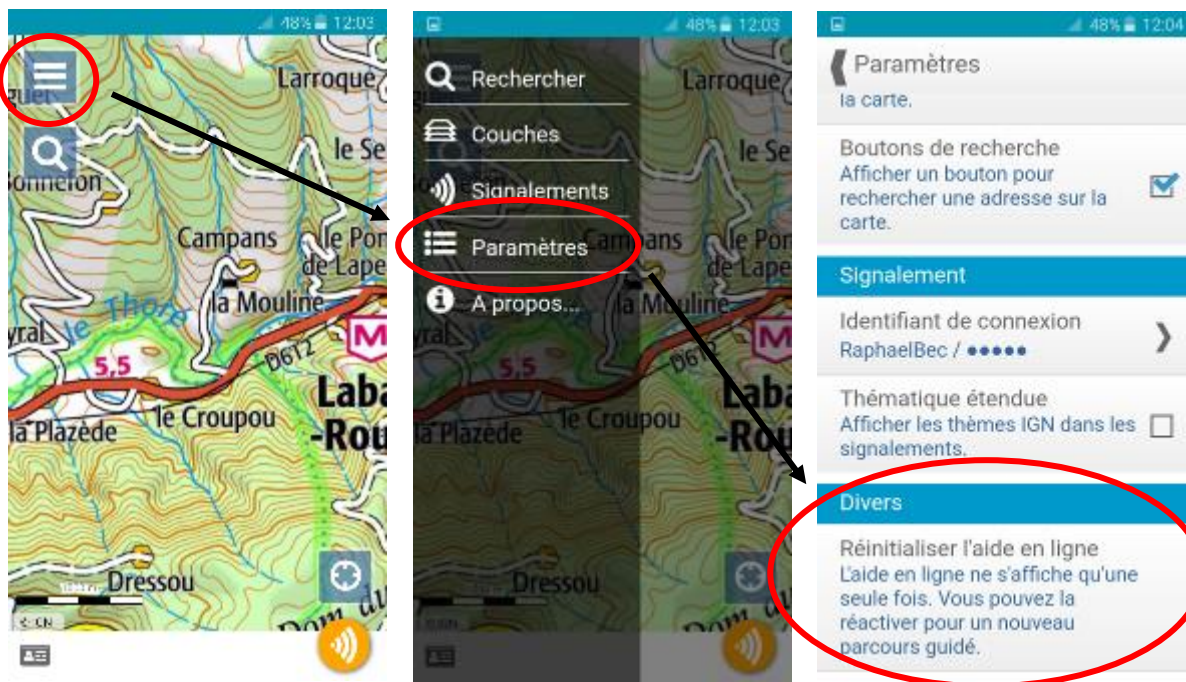 48% 12:03
Larroque
le Se
Campans
le Pon
de Lape
la Mouline
le Thoré
5,5
D612
M
Laba
-Rou
le Croupou
la Plazède
Dressou
48% 12:03
Rechercher
Couches
Signalements
Paramètres
A propos...
Larroque
le Se
Campans
le Pon
de Lape
la Mouline
5,5
D612
M
Laba
-Rou
le Croupou
la Plazède
Dressou
48% 12:04
Paramètres
la carte.
Boutons de recherche
Afficher un bouton pour
rechercher une adresse sur la
carte.
Signalement
Identifiant de connexion
RaphaelBec / •••••
Thématique étendue
Afficher les thèmes IGN dans les
signalements.
Divers
Réinitialiser l'aide en ligne
L'aide en ligne ne s'affiche qu'une
seule fois. Vous pouvez la
réactiver pour un nouveau
parcours guidé.